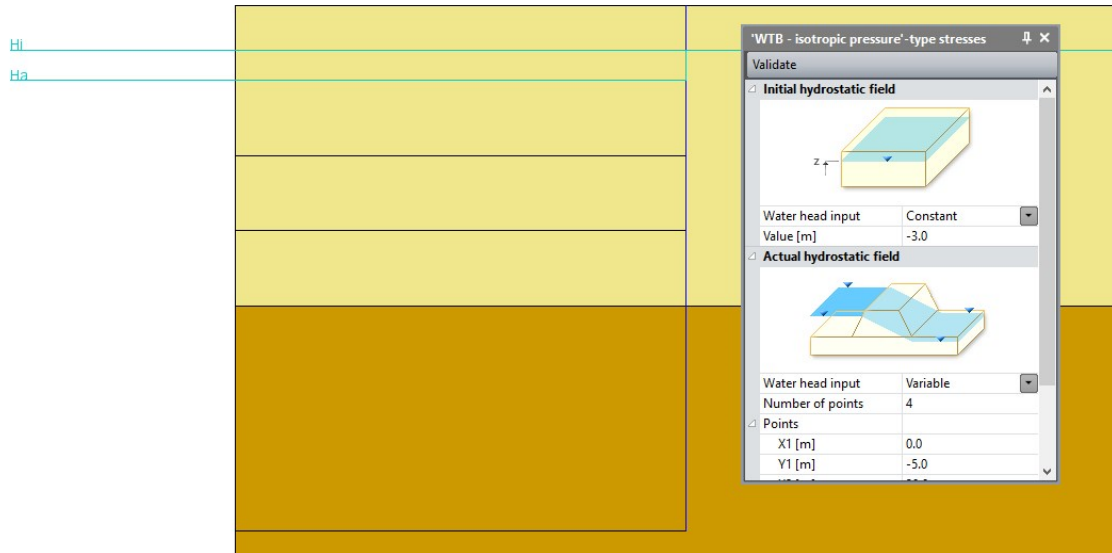 Hi
Ha
'WTB - isotropic pressure'-type stresses
Validate
Initial hydrostatic field
z
Water head input Constant
Value [m] -3.0
Actual hydrostatic field
Water head input Variable
Number of points 4
Points
X1 [m] 0.0
Y1 [m] -5.0